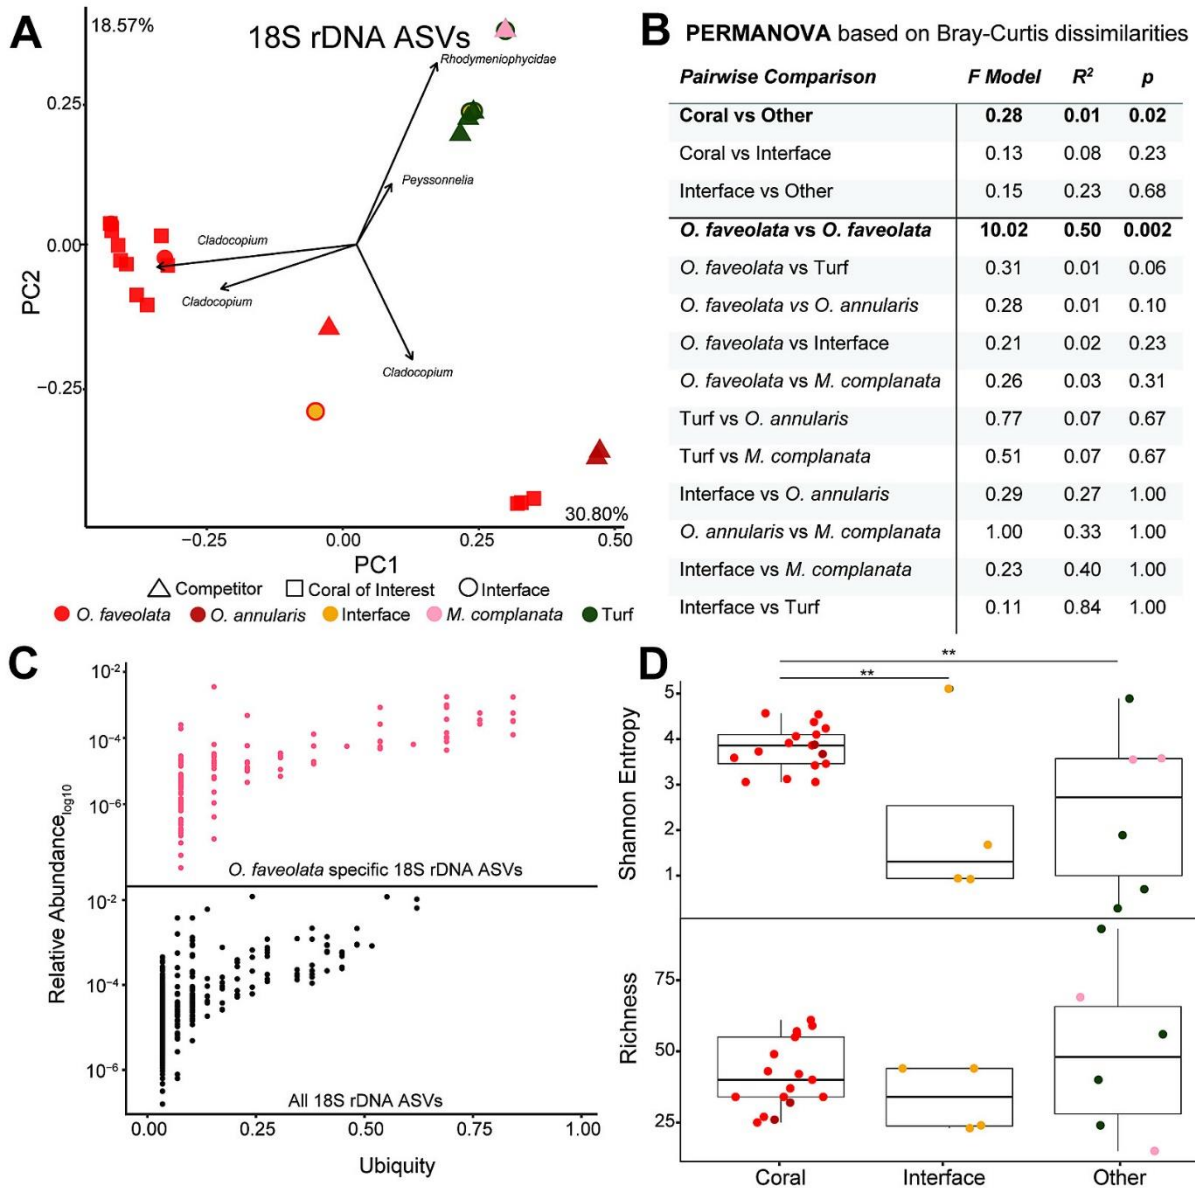 A
18.57%
18S rDNA ASVs
Rhodymeniophycidae
0.25
Peyssonnelia
Cladocopium
0.00
Cladocopium
PC2
Cladocopium
−0.25
30.80%
−0.25
0.00
0.25
0.50
PC1
Competitor Coral of Interest Interface
O. faveolata O. annularis Interface M. complanata Turf
B PERMANOVA based on Bray-Curtis dissimilarities
Pairwise Comparison F Model R² p
Coral vs Other 0.28 0.01 0.02
Coral vs Interface 0.13 0.08 0.23
Interface vs Other 0.15 0.23 0.68
O. faveolata vs O. faveolata 10.02 0.50 0.002
O. faveolata vs Turf 0.31 0.01 0.06
O. faveolata vs O. annularis 0.28 0.01 0.10
O. faveolata vs Interface 0.21 0.02 0.23
O. faveolata vs M. complanata 0.26 0.03 0.31
Turf vs O. annularis 0.77 0.07 0.67
Turf vs M. complanata 0.51 0.07 0.67
Interface vs O. annularis 0.29 0.27 1.00
O. annularis vs M. complanata 1.00 0.33 1.00
Interface vs M. complanata 0.23 0.40 1.00
Interface vs Turf 0.11 0.84 1.00
C
10⁻²
10⁻⁴
10⁻⁶
O. faveolata specific 18S rDNA ASVs
10⁻²
10⁻⁴
10⁻⁶
All 18S rDNA ASVs
Relative Abundance log10
0.00 0.25 0.50 0.75 1.00
Ubiquity
D
**
**
5
4
3
2
1
Shannon Entropy
75
50
25
Richness
Coral Interface Other